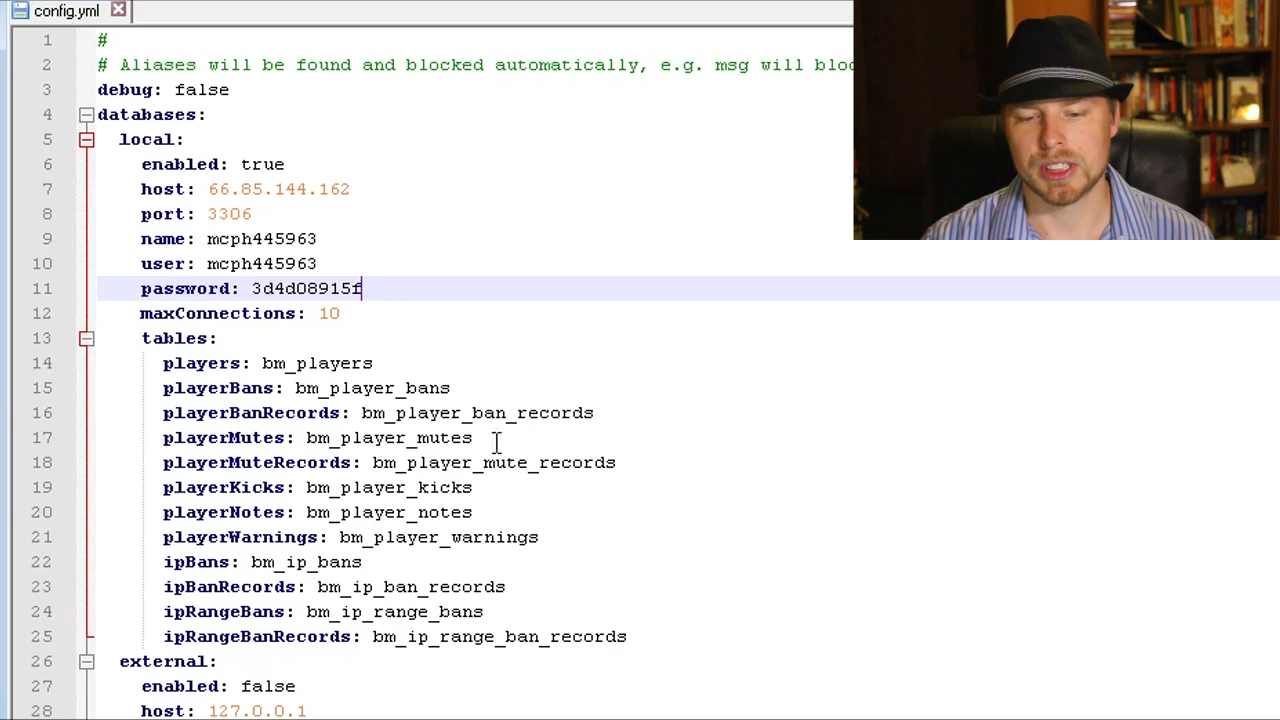 config.yml
1 #
2 # Aliases will be found and blocked automatically, e.g. msg will bloc
3 debug: false
4 databases:
5 local:
6 enabled: true
7 host: 66.85.144.162
8 port: 3306
9 name: mcph445963
10 user: mcph445963
11 password: 3d4d08915f
12 maxConnections: 10
13 tables:
14 players: bm_players
15 playerBans: bm_player_bans
16 playerBanRecords: bm_player_ban_records
17 playerMutes: bm_player_mutes
18 playerMuteRecords: bm_player_mute_records
19 playerKicks: bm_player_kicks
20 playerNotes: bm_player_notes
21 playerWarnings: bm_player_warnings
22 ipBans: bm_ip_bans
23 ipBanRecords: bm_ip_ban_records
24 ipRangeBans: bm_ip_range_bans
25 ipRangeBanRecords: bm_ip_range_ban_records
26 external:
27 enabled: false
28 host: 127.0.0.1